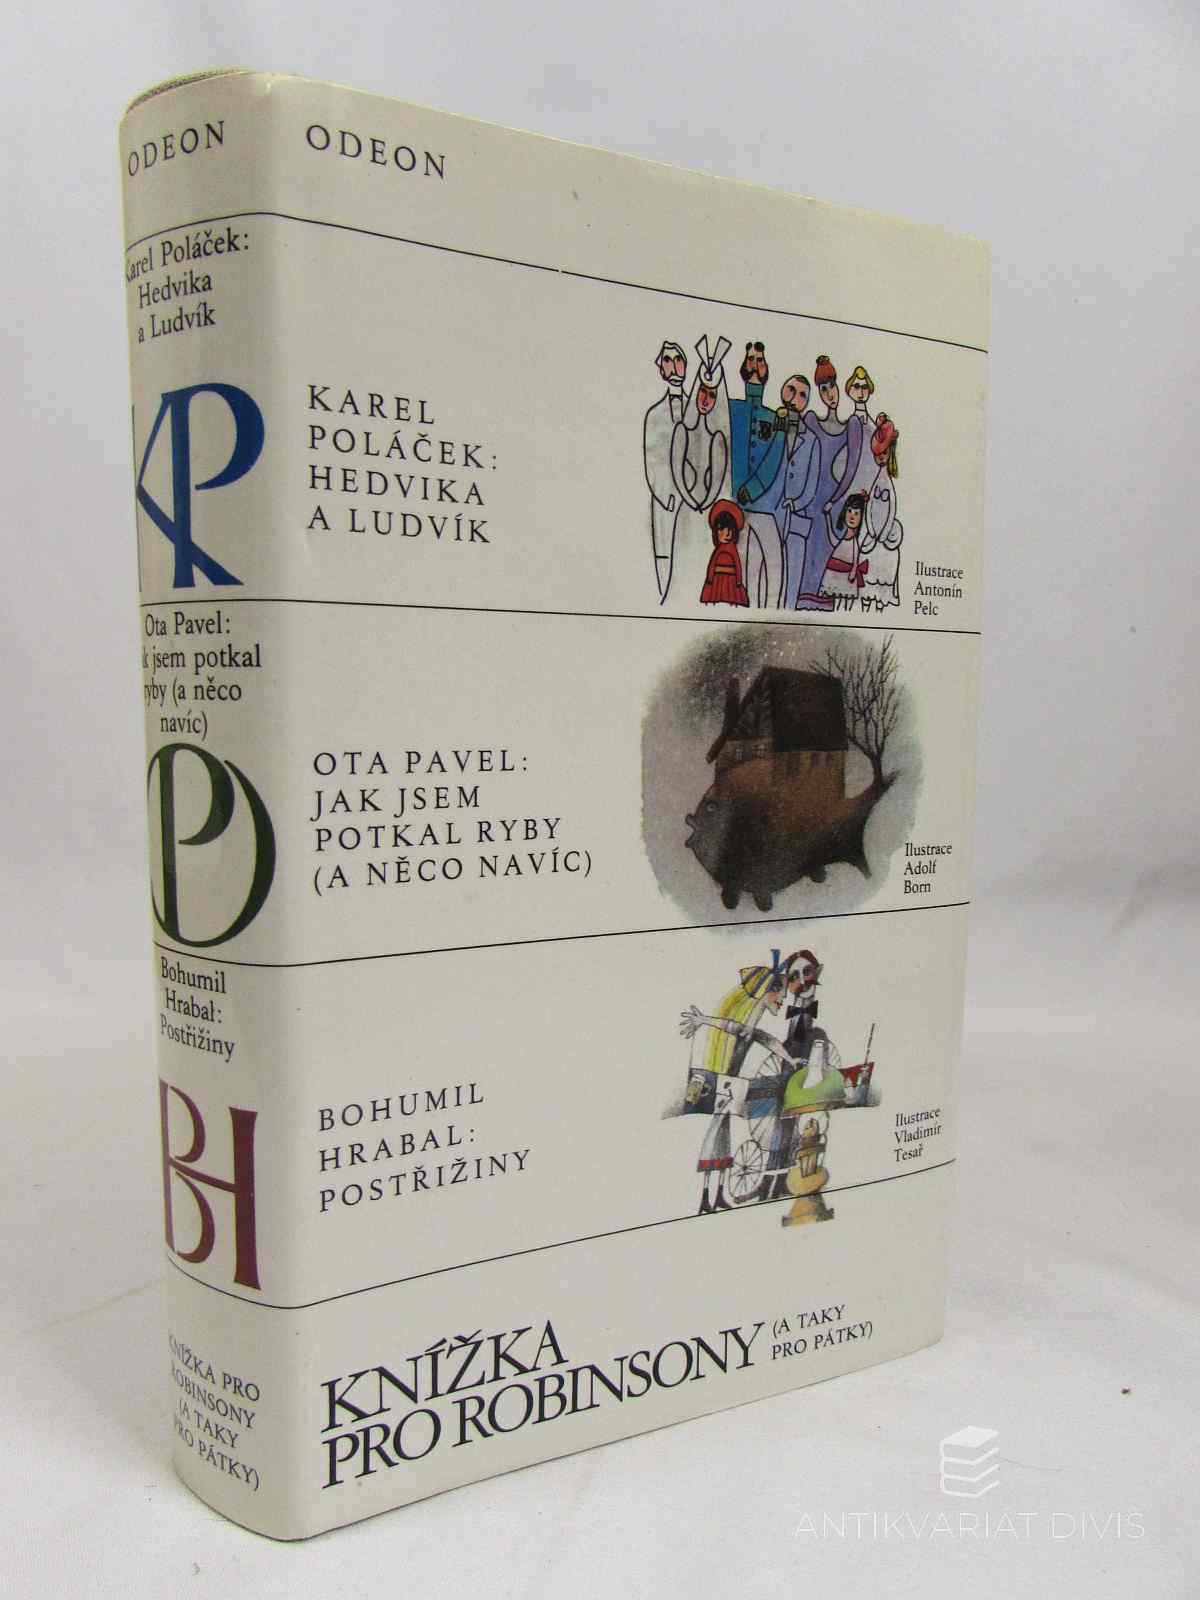 ODEON
Karel Poláček:
Hedvika
a Ludvík
KP
Ota Pavel:
jsem potkal
ryby (a něco
navíc)
OP
Bohumil
Hrabal:
Postřižiny
BH
KNÍŽKA PRO
ROBINSONY
(A TAKY
PRO PÁTKY)
ODEON
KAREL
POLÁČEK:
HEDVIKA
A LUDVÍK
Ilustrace
Antonín
Pelc
OTA PAVEL:
JAK JSEM
POTKAL RYBY
(A NĚCO NAVÍC)
Ilustrace
Adolf
Born
BOHUMIL
HRABAL:
POSTŘIŽINY
Ilustrace
Vladimír
Tesař
KNÍŽKA
PRO ROBINSONY
(A TAKY
PRO PÁTKY)
ANTIKVARIÁT DIVIŠ